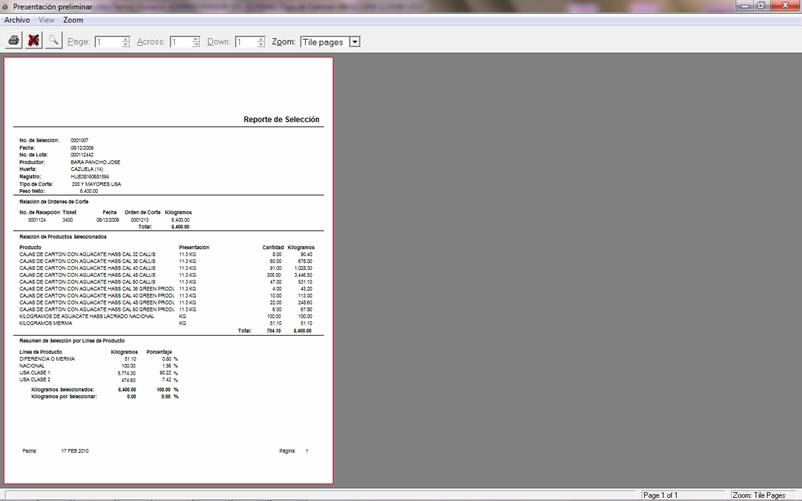 Presentación preliminar
Archivo View Zoom
Page: 1 Across: 1 Down: 1 Zoom: Tile pages
Reporte de Selección
No. de Selección: 0001007
Fecha: 08/12/2009
No. de Lote: 000112442
Productor: BARA PANCHO JOSE
Huerta: CAZUELA (14)
Registro: HUE08160681594
Tipo de Corte: 200 Y MAYORES USA
Peso Neto: 6,400.00
Relación de Ordenes de Corte
No. de Recepción Ticket Fecha Orden de Corte Kilogramos
0001124 3400 08/12/2009 0001213 6,400.00
Total: 6,400.00
Relación de Productos Seleccionados
Producto Presentación Cantidad Kilogramos
CAJAS DE CARTON CON AGUACATE HASS CAL 32 CALLIS 11.3 KG 8.00 90.40
CAJAS DE CARTON CON AGUACATE HASS CAL 36 CALLIS 11.3 KG 60.00 678.00
CAJAS DE CARTON CON AGUACATE HASS CAL 40 CALLIS 11.3 KG 91.00 1,028.30
CAJAS DE CARTON CON AGUACATE HASS CAL 48 CALLIS 11.3 KG 305.00 3,446.50
CAJAS DE CARTON CON AGUACATE HASS CAL 60 CALLIS 11.3 KG 47.00 531.10
CAJAS DE CARTON CON AGUACATE HASS CAL 36 GREEN PRODU 11.3 KG 4.00 45.20
CAJAS DE CARTON CON AGUACATE HASS CAL 40 GREEN PRODU 11.3 KG 10.00 113.00
CAJAS DE CARTON CON AGUACATE HASS CAL 48 GREEN PRODU 11.3 KG 22.00 248.60
CAJAS DE CARTON CON AGUACATE HASS CAL 60 GREEN PRODU 11.3 KG 6.00 67.80
KILOGRAMOS DE AGUACATE HASS LACRADO NACIONAL KG 100.00 100.00
KILOGRAMOS MERMA KG 51.10 51.10
Total: 704.10 6,400.00
Resumen de Selección por Línea de Producto
Línea de Producto Kilogramos Porcentaje
DIFERENCIA O MERMA 51.10 0.80 %
NACIONAL 100.00 1.56 %
USA CLASE 1 5,774.30 90.22 %
USA CLASE 2 474.60 7.42 %
Kilogramos Seleccionados: 6,400.00 100.00 %
Kilogramos por Seleccionar: 0.00 0.00 %
Fecha: 17 FEB 2010 Página: 1
Page 1 of 1 Zoom: Tile Pages